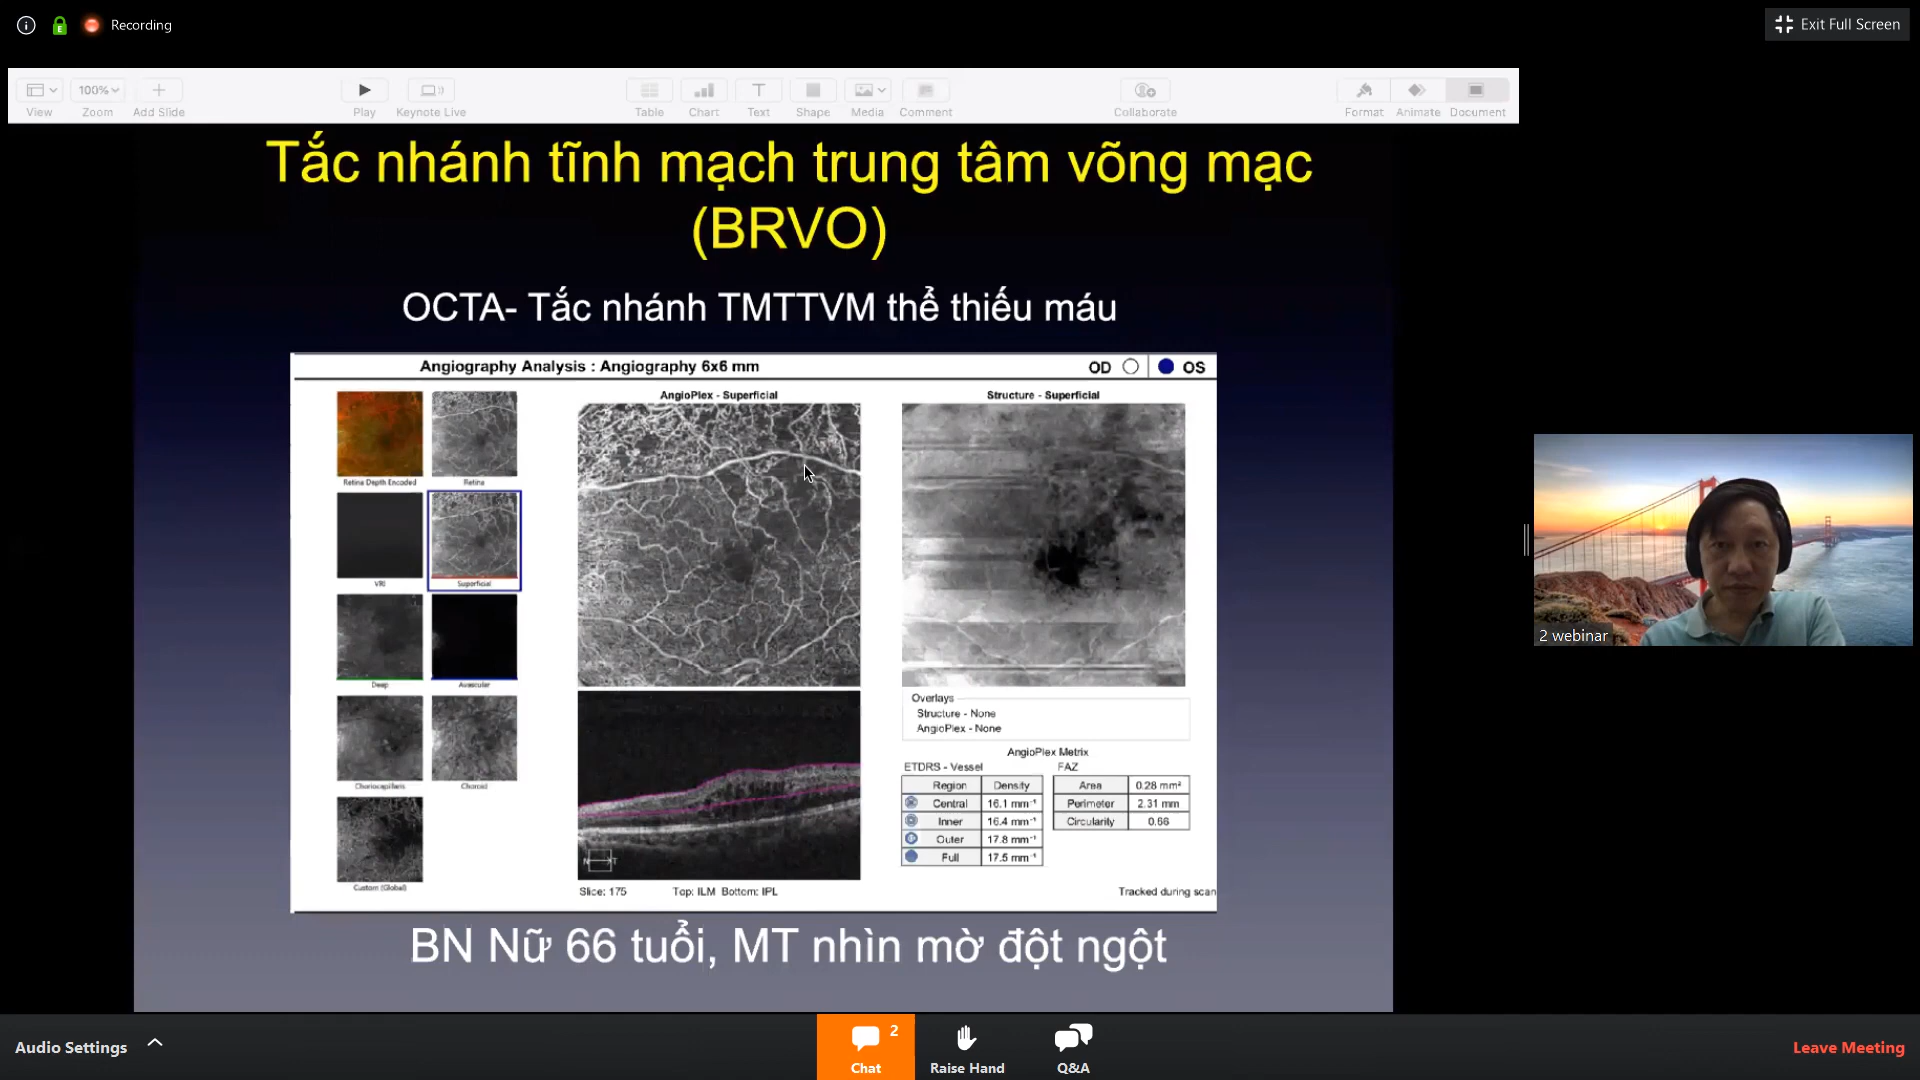 Recording
Exit Full Screen
100%
View
Zoom
Add Slide
Play
Keynote Live
Table
Chart
Text
Shape
Media
Comment
Collaborate
Format
Animate
Document
Tắc nhánh tĩnh mạch trung tâm võng mạc
(BRVO)
OCTA- Tắc nhánh TMTTVM thể thiếu máu
Angiography Analysis : Angiography 6x6 mm
OD
OS
Retina Depth Encoded
Retina
VRI
Superficial
Deep
Avascular
Choriocapillaris
Choroid
Custom (Global)
AngioPlex - Superficial
N T
Slice: 175 Top: ILM Bottom: IPL
Structure - Superficial
Overlays
Structure - None
AngioPlex - None
AngioPlex Metrix
ETDRS - Vessel
Region Density
Central 16.1 mm⁻¹
Inner 16.4 mm⁻¹
Outer 17.8 mm⁻¹
Full 17.5 mm⁻¹
FAZ
Area 0.28 mm²
Perimeter 2.31 mm
Circularity 0.66
Tracked during scan
BN Nữ 66 tuổi, MT nhìn mờ đột ngột
2 webinar
Audio Settings
2
Chat
Raise Hand
Q&A
Leave Meeting